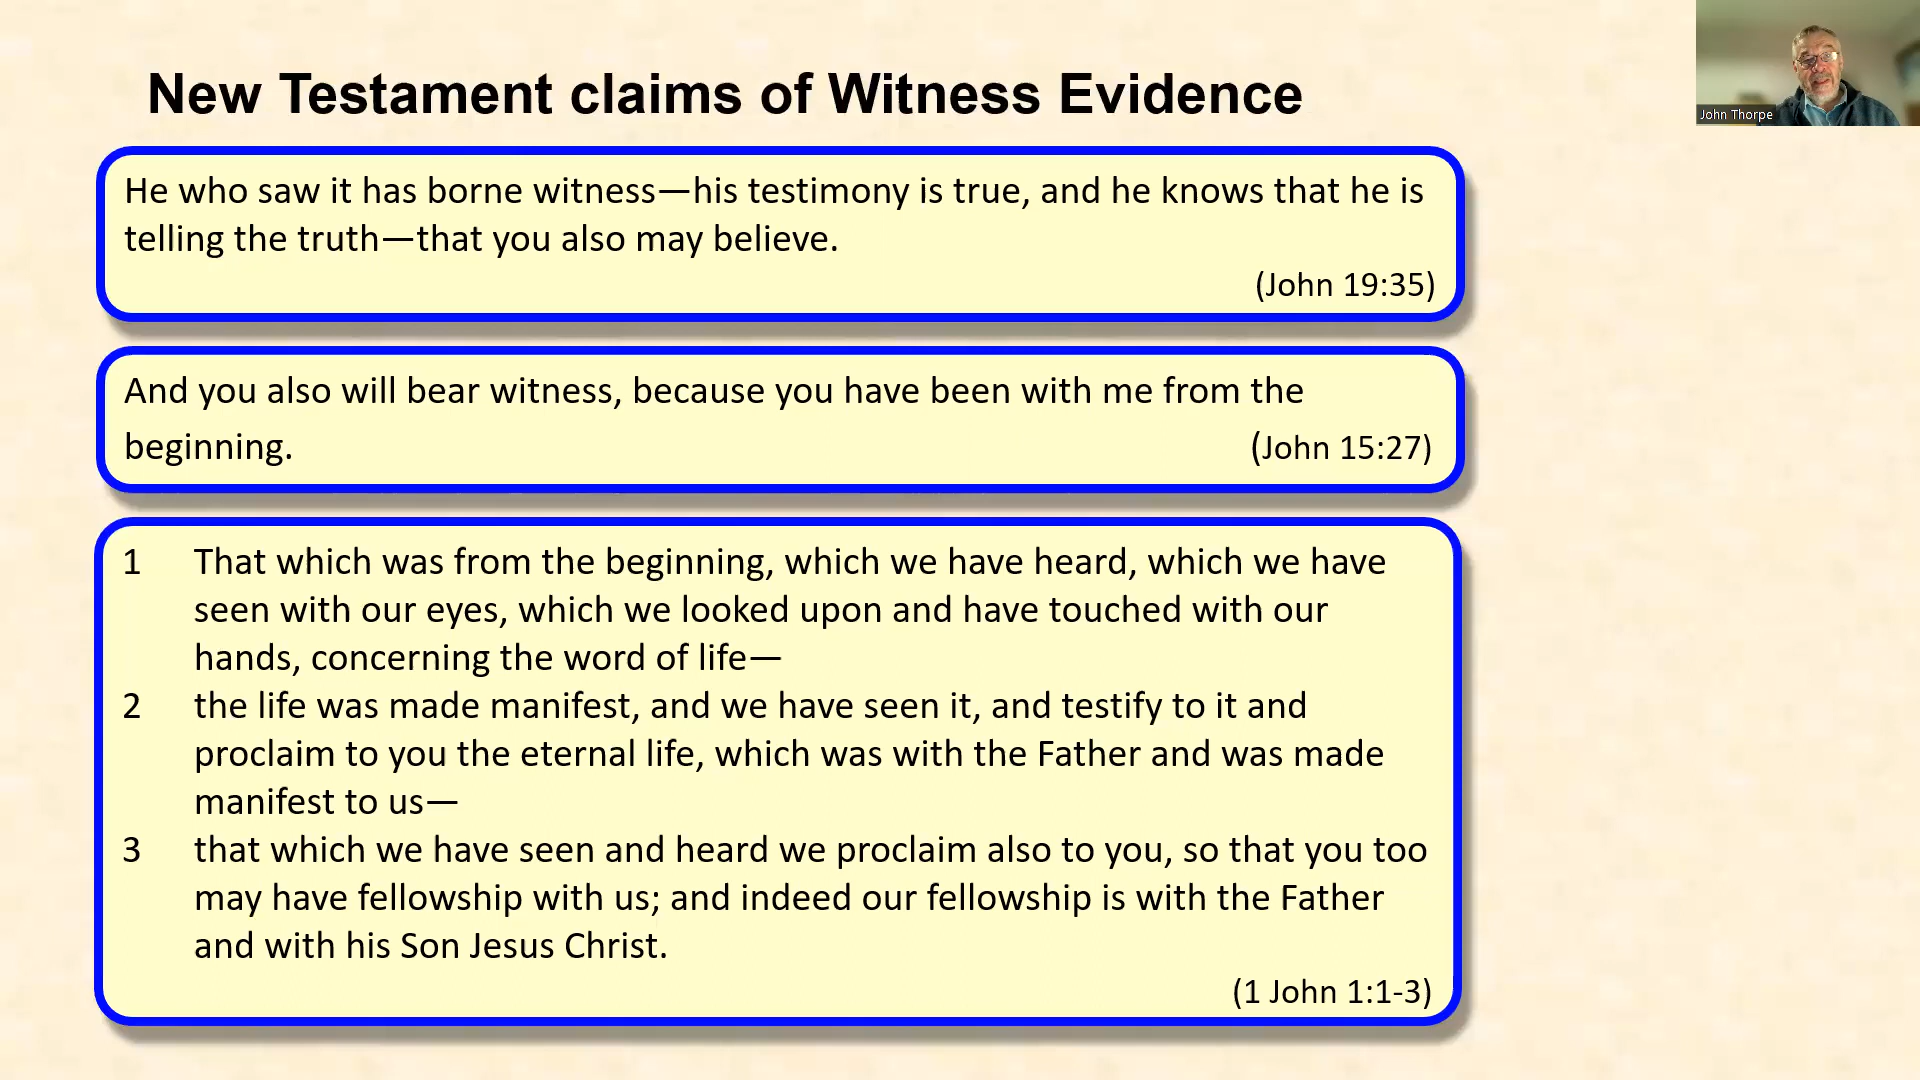 New Testament claims of Witness Evidence
John Thorpe
He who saw it has borne witness—his testimony is true, and he knows that he is
telling the truth—that you also may believe.
(John 19:35)
And you also will bear witness, because you have been with me from the
beginning. (John 15:27)
1 That which was from the beginning, which we have heard, which we have
seen with our eyes, which we looked upon and have touched with our
hands, concerning the word of life—
2 the life was made manifest, and we have seen it, and testify to it and
proclaim to you the eternal life, which was with the Father and was made
manifest to us—
3 that which we have seen and heard we proclaim also to you, so that you too
may have fellowship with us; and indeed our fellowship is with the Father
and with his Son Jesus Christ.
(1 John 1:1-3)